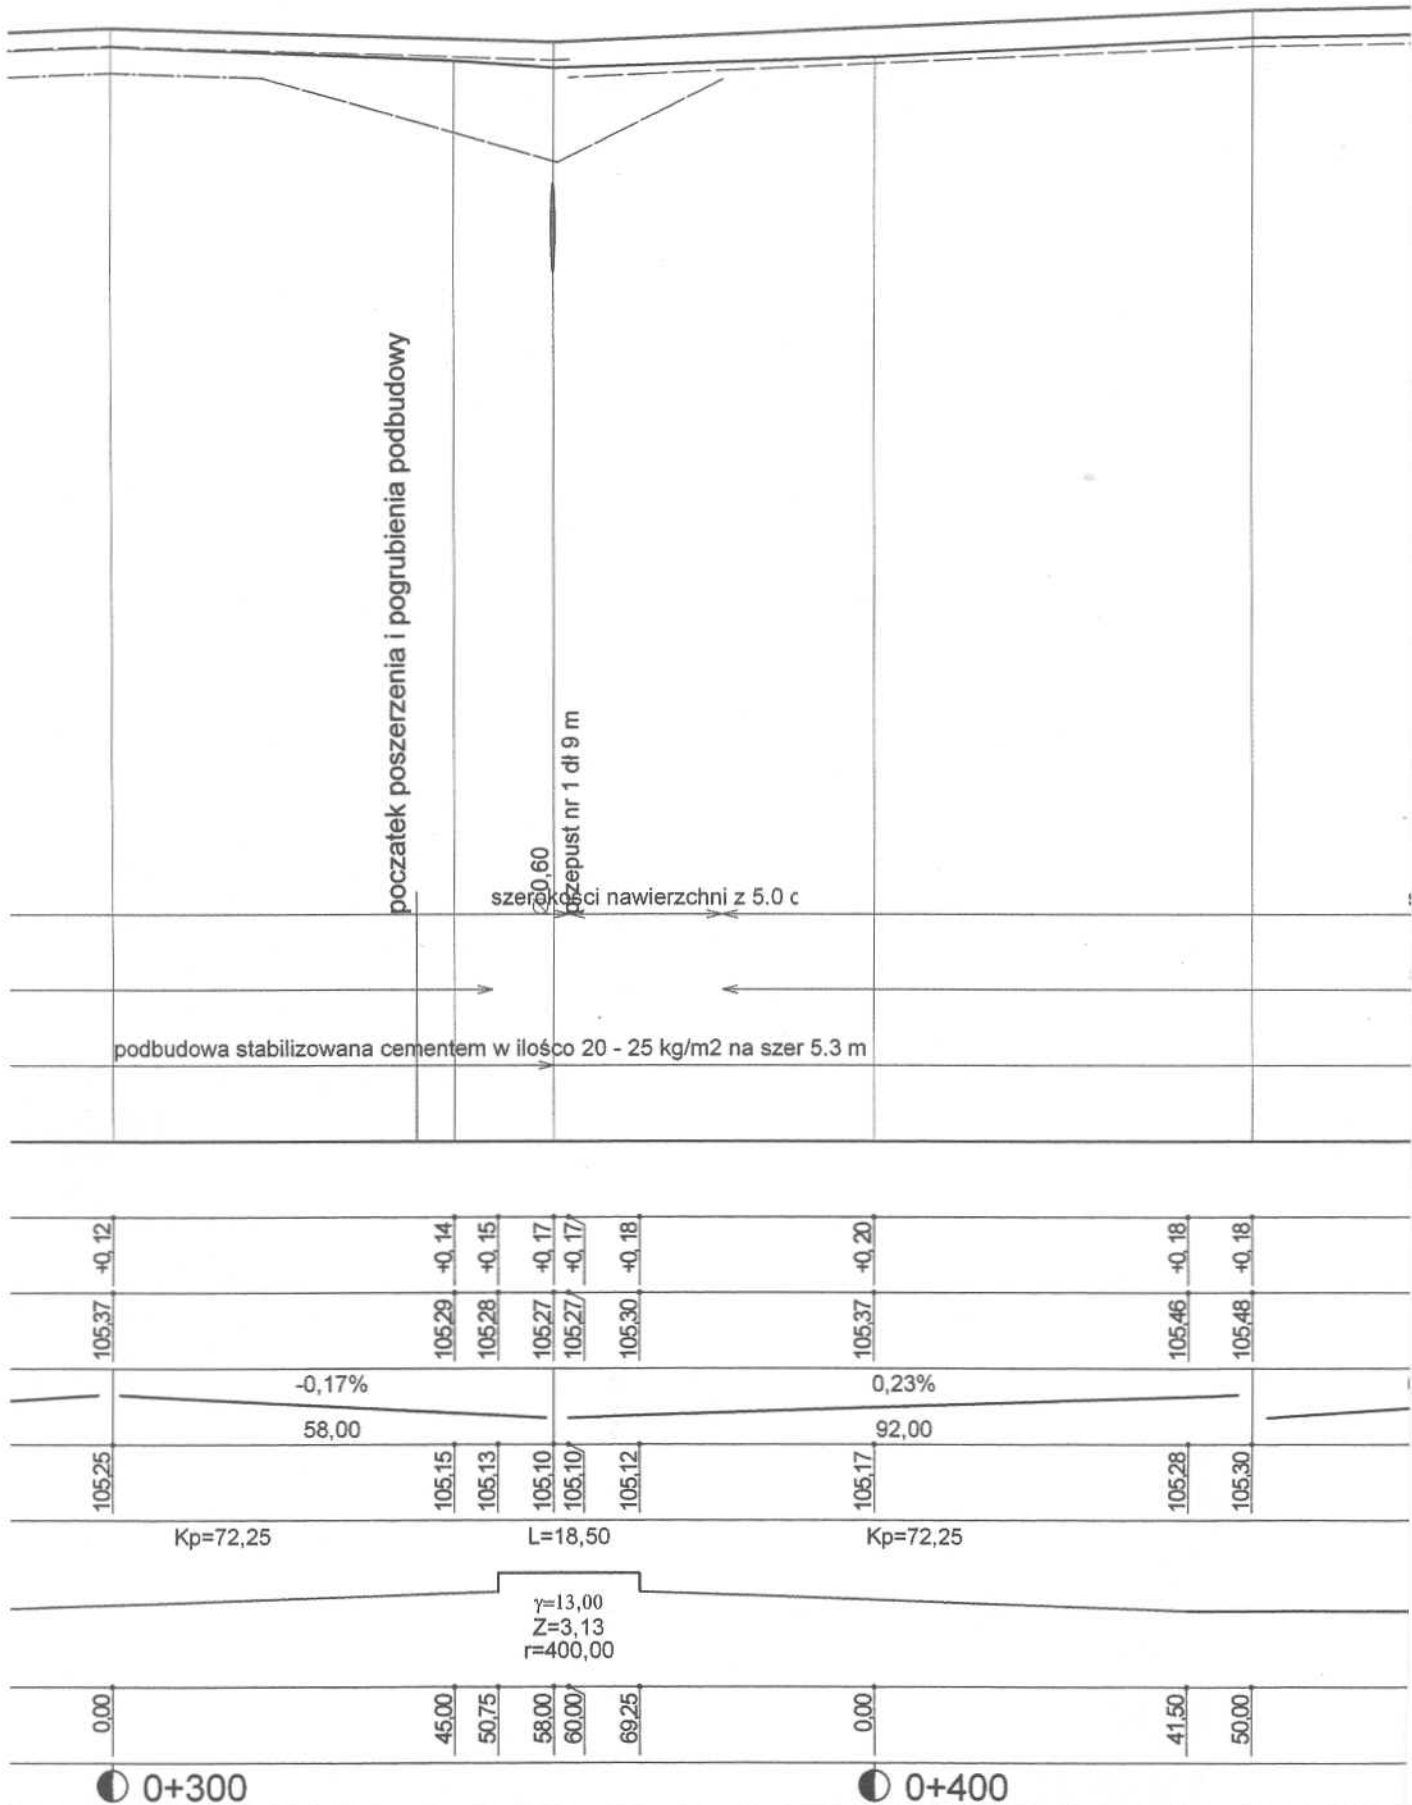 poczatek poszerzenia i pogrubienia podbudowy
Ø0,60
przepust nr 1 dł 9 m
szerokości nawierzchni z 5.0
podbudowa stabilizowana cementem w ilośco 20 - 25 kg/m2 na szer 5.3 m
+0,12 +0,14 +0,15 +0,17 +0,17 +0,18 +0,20 +0,18 +0,18
105,37 105,29 105,28 105,27 105,27 105,30 105,37 105,46 105,48
-0,17% 0,23%
58,00 92,00
105,25 105,15 105,13 105,10 105,10 105,12 105,17 105,28 105,30
Kp=72,25 L=18,50 Kp=72,25
γ=13,00
Z=3,13
r=400,00
0,00 45,00 50,75 58,00 60,00 69,25 0,00 41,50 50,00
0+300 0+400